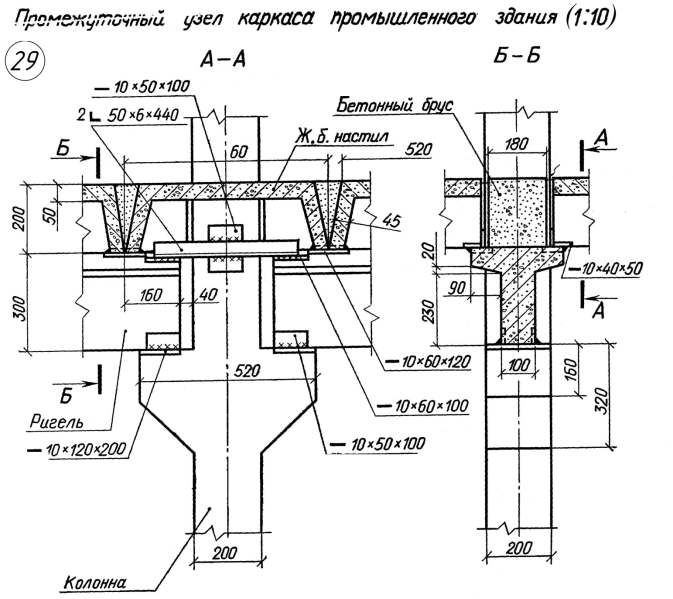 Промежуточный узел каркаса промышленного здания (1:10)
29
А–А
Б–Б
– 10×50×100
2 ∟ 50×6×440
Бетонный брус
Ж.б. настил
Б
60
520
180
А
200
50
45
20
– 10×40×50
300
160
40
90
230
А
Б
520
– 10×60×120
100
160
320
Ригель
– 10×60×100
– 10×120×200
– 10×50×100
200
200
Колонна